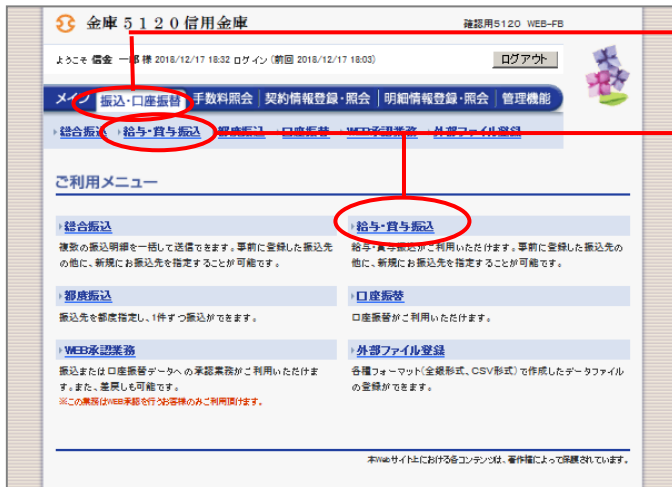 金庫５１２０信用金庫
確認用5120 WEB-FB
ようこそ 信金 一郎 様 2018/12/17 18:32 ログイン (前回 2018/12/17 18:03)
ログアウト
メイン 振込・口座振替 手数料照会 契約情報登録・照会 明細情報登録・照会 管理機能
総合振込 給与・賞与振込 都度振込 口座振替 WEB承認業務 外部ファイル登録
ご利用メニュー
総合振込
複数の振込明細を一括して送信できます。事前に登録した振込先
の他に、新規にお振込先を指定することが可能です。
給与・賞与振込
給与・賞与振込がご利用いただけます。事前に登録した振込先の
他に、新規にお振込先を指定することが可能です。
都度振込
振込先を都度指定し、1件ずつ振込ができます。
口座振替
口座振替がご利用いただけます。
WEB承認業務
振込または口座振替データへの承認業務がご利用いただけま
す。また、差戻しも可能です。
※この業務はWEB承認を行うお客様のみご利用頂けます。
外部ファイル登録
各種フォーマット(全銀形式、CSV形式)で作成したデータファイル
の登録ができます。
本Webサイト上における各コンテンツは、著作権によって保護されています。